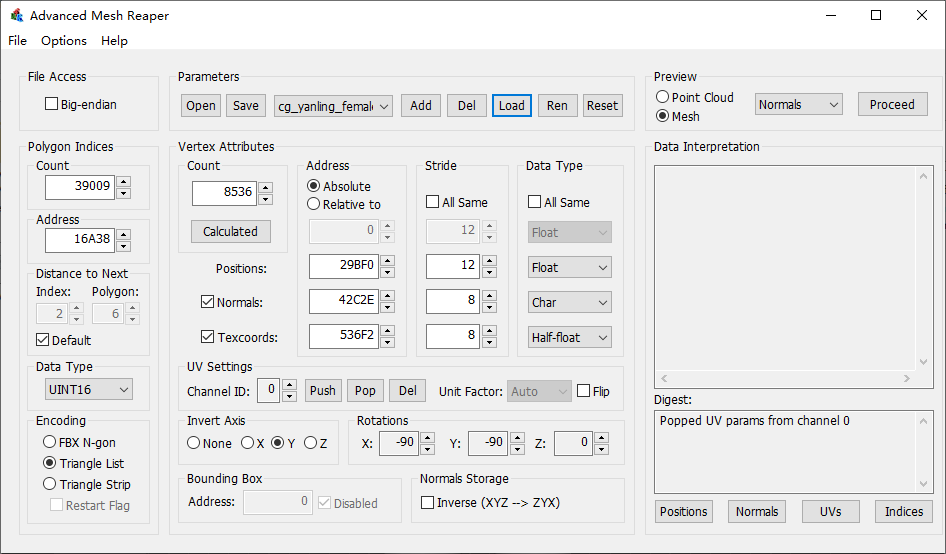 Advanced Mesh Reaper
File Options Help
File Access
Big-endian
Parameters
Open Save cg_yanling_femal Add Del Load Ren Reset
Preview
Point Cloud
Mesh
Normals
Proceed
Polygon Indices
Count
39009
Address
16A38
Distance to Next
Index: Polygon:
2 6
Default
Data Type
UINT16
Encoding
FBX N-gon
Triangle List
Triangle Strip
Restart Flag
Vertex Attributes
Count Address Stride Data Type
8536
Calculated
Absolute
Relative to
All Same All Same
0 12 Float
Positions: 29BF0 12 Float
Normals: 42C2E 8 Char
Texcoords: 536F2 8 Half-float
UV Settings
Channel ID: 0 Push Pop Del Unit Factor: Auto Flip
Invert Axis
None X Y Z
Rotations
X: -90 Y: -90 Z: 0
Bounding Box
Address: 0 Disabled
Normals Storage
Inverse (XYZ --> ZYX)
Data Interpretation
Digest:
Popped UV params from channel 0
Positions Normals UVs Indices